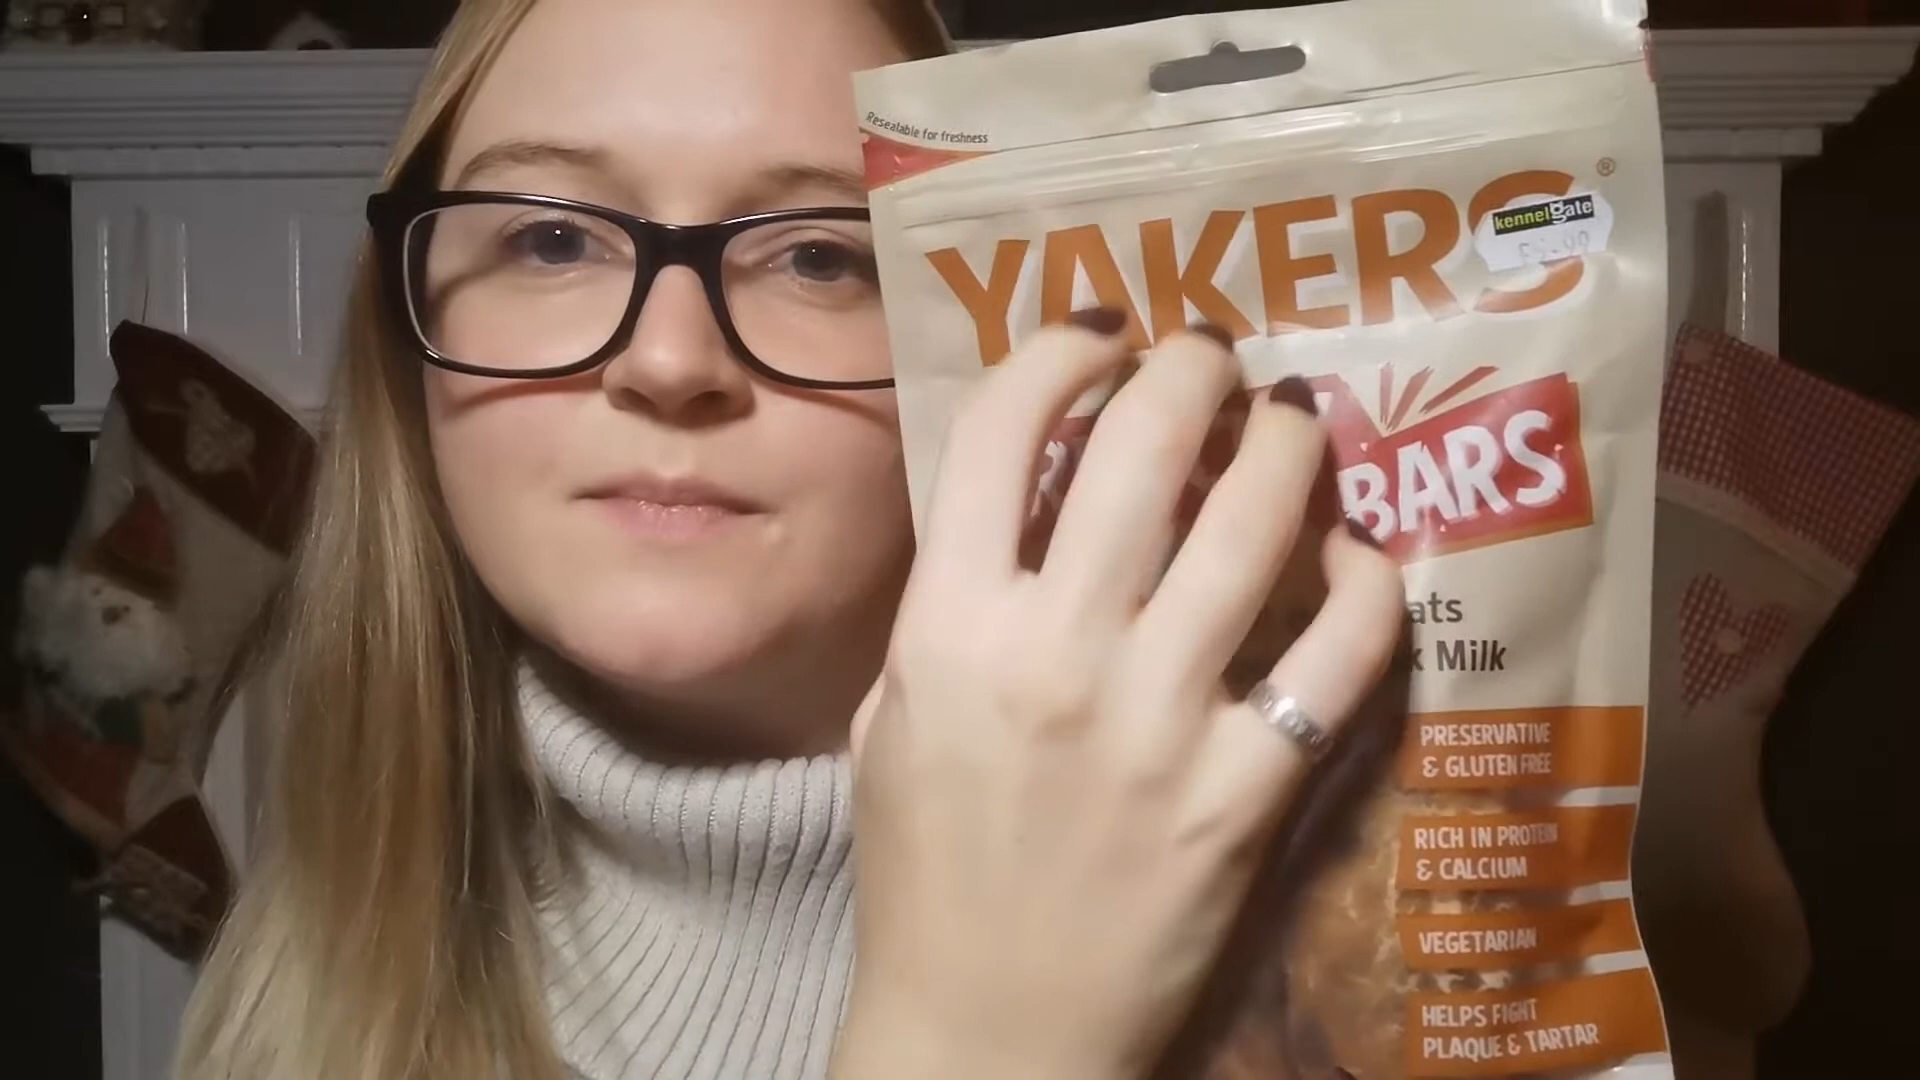 Resealable for freshness
YAKERS®
kennelgate
BARS
ats
k Milk
PRESERVATIVE
& GLUTEN FREE
RICH IN PROTEIN
& CALCIUM
VEGETARIAN
HELPS FIGHT
PLAQUE & TARTAR